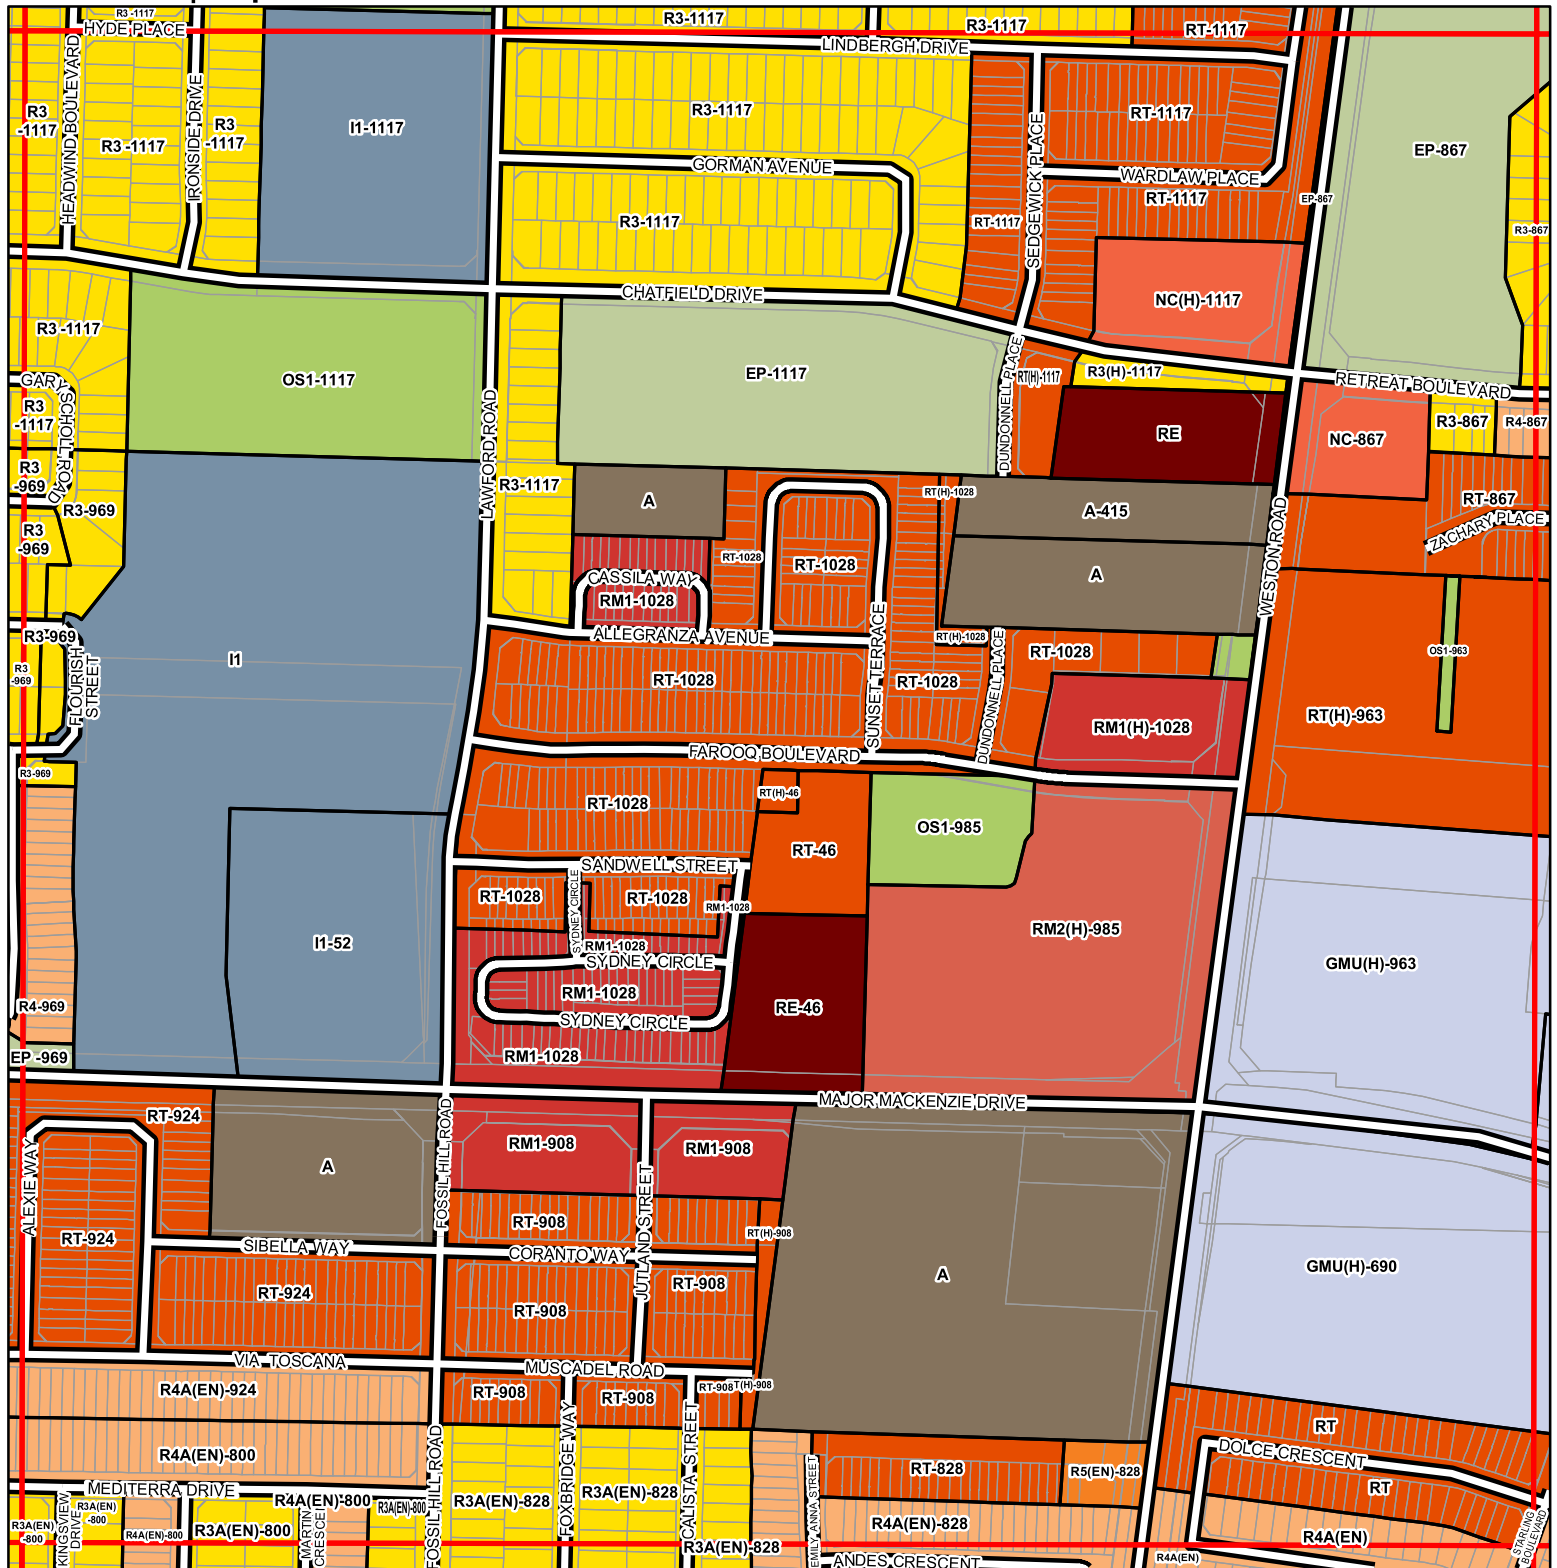 R3 -1117
HYDE PLACE
R3-1117
R3-1117
RT-1117
LINDBERGH DRIVE
HEADWIND BOULEVARD
IRONSIDE DRIVE
R3
-1117
R3 -1117
R3
-1117
I1-1117
R3-1117
RT-1117
EP-867
GORMAN AVENUE
SEDGEWICK PLACE
WARDLAW PLACE
RT-1117
EP-867
R3-1117
RT-1117
R3-867
CHATFIELD DRIVE
NC(H)-1117
R3 -1117
OS1-1117
EP-1117
DUNDONNELL PLACE
RT(H)-1117
R3(H)-1117
RETREAT BOULEVARD
GARY SCHOLL ROAD
R3
-1117
LAWFORD ROAD
RE
NC-867
R3-867
R4-867
R3
-969
R3-969
R3-1117
A
RT(H)-1028
A-415
RT-867
ZACHARY PLACE
R3
-969
RT-1028
RT-1028
WESTON ROAD
CASSILA WAY
A
RM1-1028
ALLEGRANZA AVENUE
SUNSET TERRACE
RT(H)-1028
R3-969
I1
RT-1028
OS1-963
R3
-969
FLOURISH
STREET
RT-1028
RT-1028
DUNDONNELL PLACE
RM1(H)-1028
RT(H)-963
FAROOQ BOULEVARD
R3-969
RT-1028
RT(H)-46
OS1-985
RT-46
SANDWELL STREET
RT-1028
SYDNEY CIRCLE
RT-1028
RM1-1028
RM2(H)-985
I1-52
RM1-1028
SYDNEY CIRCLE
GMU(H)-963
RM1-1028
RE-46
R4-969
SYDNEY CIRCLE
EP -969
RM1-1028
MAJOR MACKENZIE DRIVE
RT-924
FOSSIL HILL ROAD
RM1-908
RM1-908
ALEXIE WAY
A
JUTLAND STREET
RT-924
RT-908
RT(H)-908
SIBELLA WAY
CORANTO WAY
RT-924
RT-908
RT-908
A
GMU(H)-690
VIA TOSCANA
MUSCADEL ROAD
R4A(EN)-924
RT-908
RT-908
RT-908
T(H)-908
R4A(EN)-800
FOSSIL HILL ROAD
FOXBRIDGE WAY
CALISTA STREET
EMILY ANNA STREET
RT-828
R5(EN)-828
RT
DOLCE CRESCENT
RT
MEDITERRA DRIVE
R3A(EN)
-800
R3A(EN)
-800
KINGSVIEW
DRIVE
R4A(EN)-800
R3A(EN)-800
R4A(EN)-800
MARTINI
CRESCENT
R3A(EN)-800
R3A(EN)-828
R3A(EN)-828
R3A(EN)-828
R4A(EN)-828
ANDES CRESCENT
R4A(EN)
R4A(EN)
STARLING
BOULEVARD